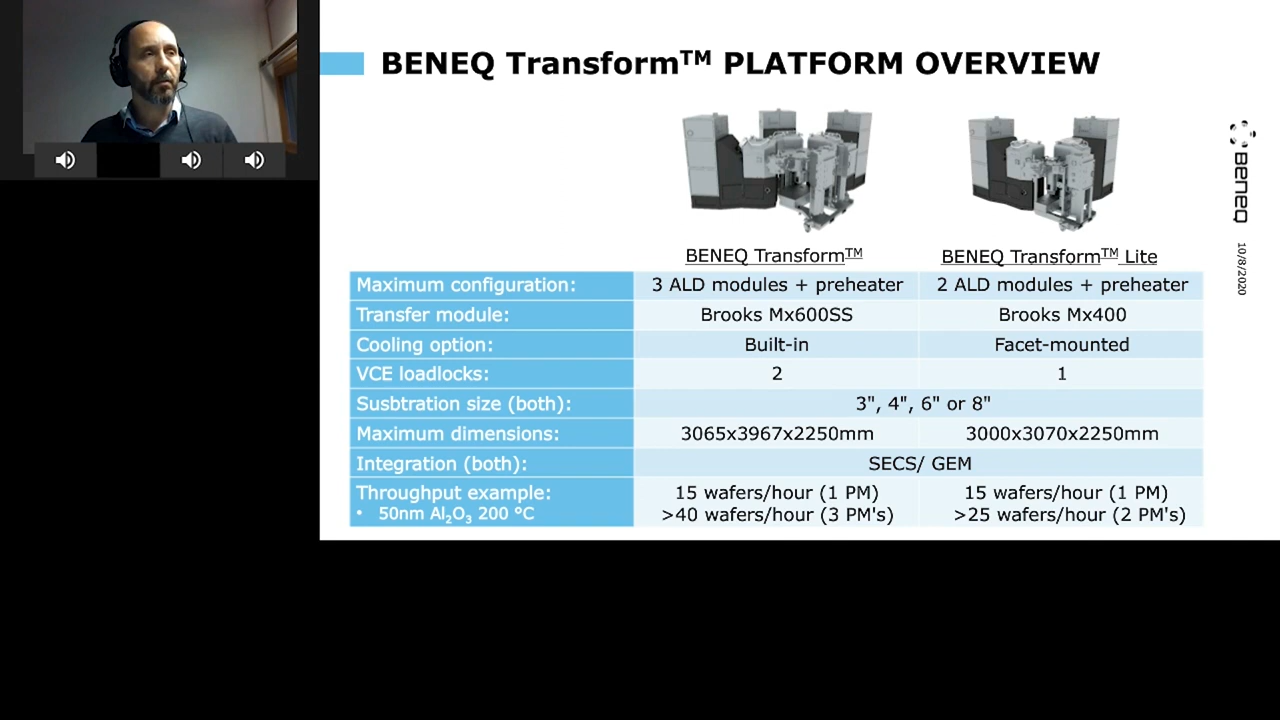 BENEQ Transform™ PLATFORM OVERVIEW
BENEQ
10/8/2020
BENEQ Transform™
BENEQ Transform™ Lite
Maximum configuration: 3 ALD modules + preheater 2 ALD modules + preheater
Transfer module: Brooks Mx600SS Brooks Mx400
Cooling option: Built-in Facet-mounted
VCE loadlocks: 2 1
Susbtration size (both): 3", 4", 6" or 8"
Maximum dimensions: 3065x3967x2250mm 3000x3070x2250mm
Integration (both): SECS/ GEM
Throughput example: 15 wafers/hour (1 PM) 15 wafers/hour (1 PM)
• 50nm Al₂O₃ 200 °C >40 wafers/hour (3 PM's) >25 wafers/hour (2 PM's)